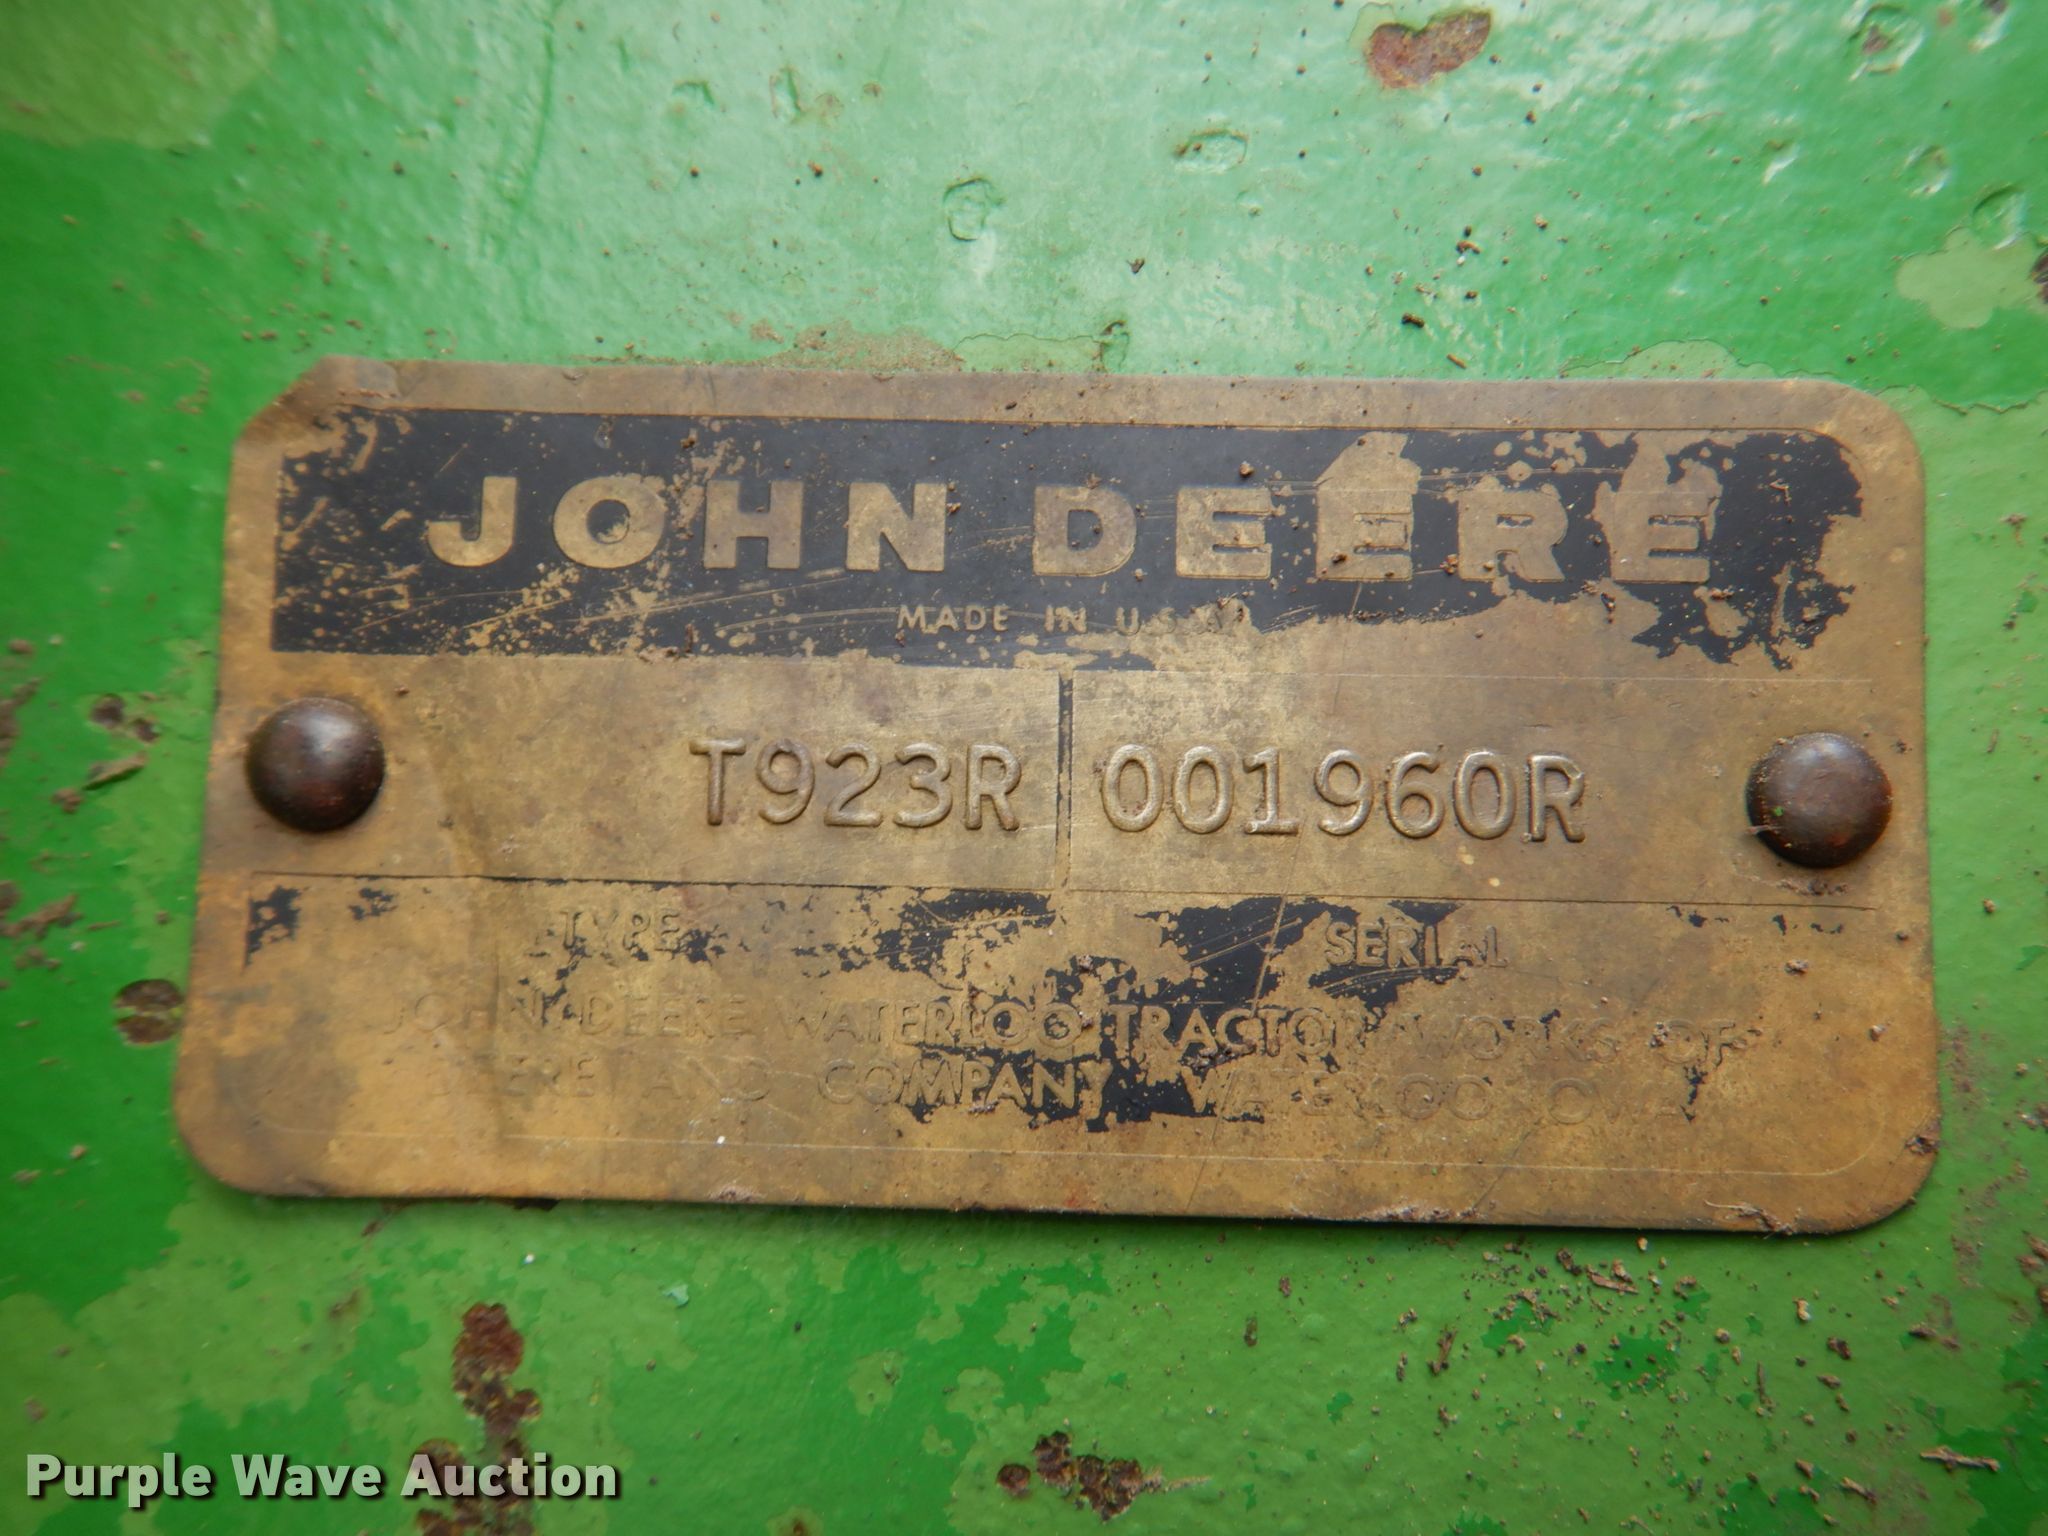 JOHN DEERE
MADE IN U.S.A.
T923R 001960R
TYPE SERIAL
JOHN DEERE WATERLOO TRACTOR WORKS OF
DEERE AND COMPANY WATERLOO IOWA
Purple Wave Auction